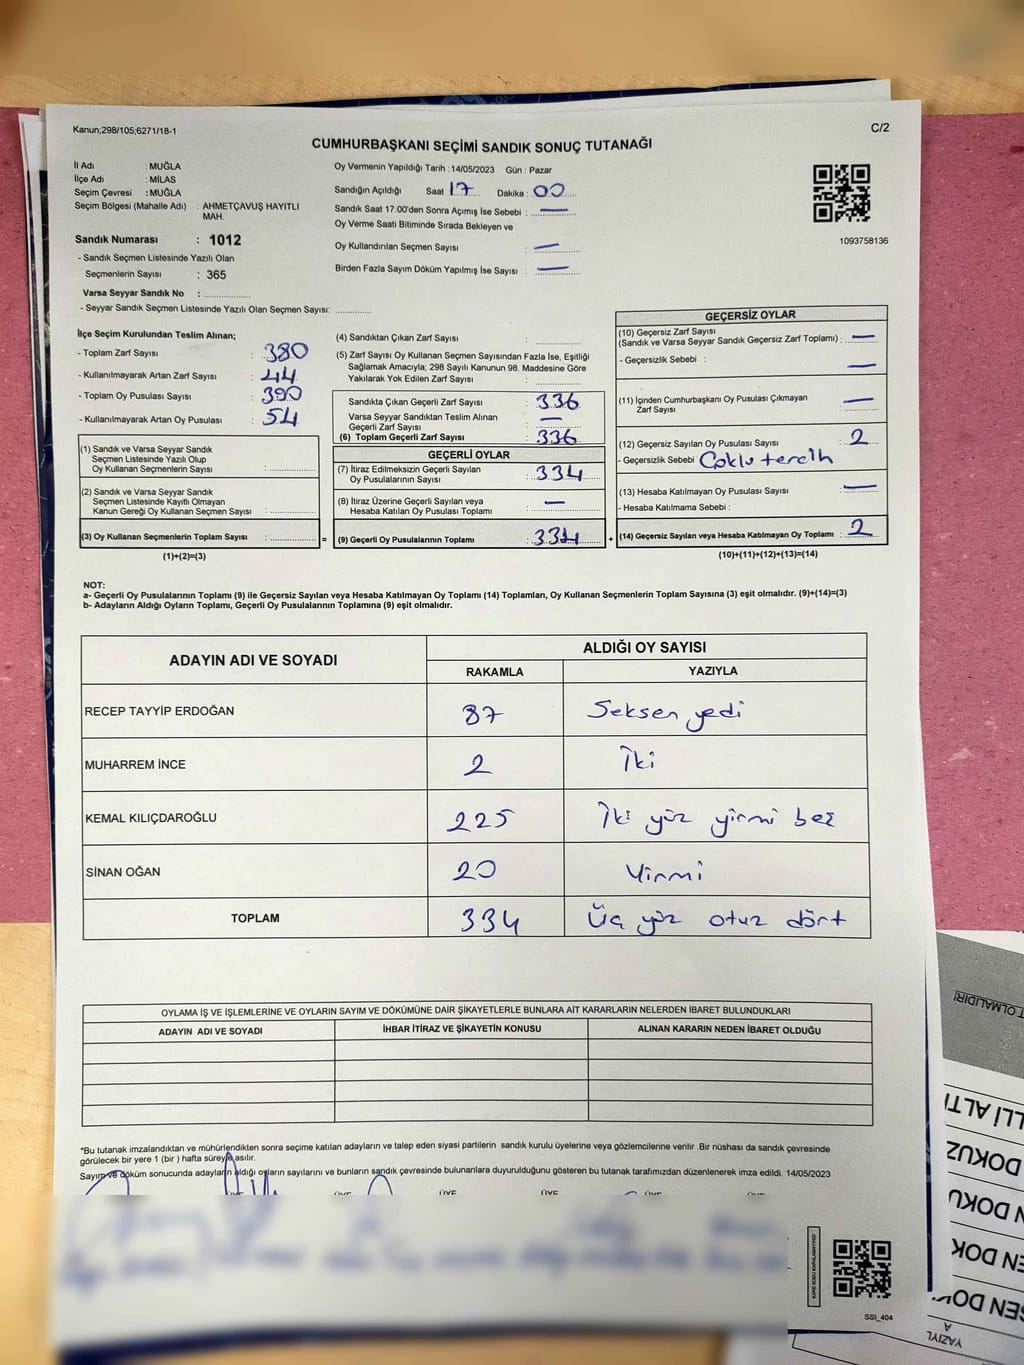 Kanun;298/105;6271/18-1
C/2
CUMHURBAŞKANI SEÇİMİ SANDIK SONUÇ TUTANAĞI
İl Adı : MUĞLA
İlçe Adı : MİLAS
Seçim Çevresi : MUĞLA
Seçim Bölgesi (Mahalle Adı) : AHMETÇAVUŞ HAYITLI
MAH.
Sandık Numarası : 1012
- Sandık Seçmen Listesinde Yazılı Olan
Seçmenlerin Sayısı : 365
Varsa Seyyar Sandık No : ................
- Seyyar Sandık Seçmen Listesinde Yazılı Olan Seçmen Sayısı: ............
Oy Vermenin Yapıldığı Tarih : 14/05/2023 Gün : Pazar
Sandığın Açıldığı Saat 17 Dakika : 00
Sandık Saat 17:00'den Sonra Açımış İse Sebebi : —
Oy Verme Saati Bitiminde Sırada Bekleyen ve
Oy Kullandırılan Seçmen Sayısı : —
Birden Fazla Sayım Döküm Yapılmış İse Sayısı : —
1093758136
İlçe Seçim Kurulundan Teslim Alınan;
- Toplam Zarf Sayısı : 380
- Kullanılmayarak Artan Zarf Sayısı : 44
- Toplam Oy Pusulası Sayısı : 390
- Kullanılmayarak Artan Oy Pusulası : 54
(1) Sandık ve Varsa Seyyar Sandık
Seçmen Listesinde Yazılı Olup
Oy Kullanan Seçmenlerin Sayısı : ............
(2) Sandık ve Varsa Seyyar Sandık
Seçmen Listesinde Kayıtlı Olmayan
Kanun Gereği Oy Kullanan Seçmen Sayısı : ............
(3) Oy Kullanan Seçmenlerin Toplam Sayısı : ............
(1)+(2)=(3)
(4) Sandıktan Çıkan Zarf Sayısı : ............
(5) Zarf Sayısı Oy Kullanan Seçmen Sayısından Fazla İse, Eşitliği
Sağlamak Amacıyla; 298 Sayılı Kanunun 98. Maddesine Göre
Yakılarak Yok Edilen Zarf Sayısı : ............
Sandıkta Çıkan Geçerli Zarf Sayısı : 336
Varsa Seyyar Sandıktan Teslim Alınan
Geçerli Zarf Sayısı : —
(6) Toplam Geçerli Zarf Sayısı : 336
GEÇERLİ OYLAR
(7) İtiraz Edilmeksizin Geçerli Sayılan
Oy Pusulalarının Sayısı : 334
(8) İtiraz Üzerine Geçerli Sayılan veya
Hesaba Katılan Oy Pusulası Toplamı : —
= (9) Geçerli Oy Pusulalarının Toplamı : 334 +
GEÇERSİZ OYLAR
(10) Geçersiz Zarf Sayısı
(Sandık ve Varsa Seyyar Sandık Geçersiz Zarf Toplamı) : —
- Geçersizlik Sebebi : —
(11) İçinden Cumhurbaşkanı Oy Pusulası Çıkmayan
Zarf Sayısı : —
(12) Geçersiz Sayılan Oy Pusulası Sayısı : 2
- Geçersizlik Sebebi Çoklu tercih
(13) Hesaba Katılmayan Oy Pusulası Sayısı : —
- Hesaba Katılmama Sebebi :
(14) Geçersiz Sayılan veya Hesaba Katılmayan Oy Toplamı : 2
(10)+(11)+(12)+(13)=(14)
NOT:
a- Geçerli Oy Pusulalarının Toplamı (9) ile Geçersiz Sayılan veya Hesaba Katılmayan Oy Toplamı (14) Toplamları, Oy Kullanan Seçmenlerin Toplam Sayısına (3) eşit olmalıdır. (9)+(14)=(3)
b- Adayların Aldığı Oyların Toplamı, Geçerli Oy Pusulalarının Toplamına (9) eşit olmalıdır.
ADAYIN ADI VE SOYADI
ALDIĞI OY SAYISI
RAKAMLA YAZIYLA
RECEP TAYYİP ERDOĞAN 87 Seksen yedi
MUHARREM İNCE 2 İki
KEMAL KILIÇDAROĞLU 225 İki yüz yirmi beş
SİNAN OĞAN 20 Yirmi
TOPLAM 334 Üç yüz otuz dört
OYLAMA İŞ VE İŞLEMLERİNE VE OYLARIN SAYIM VE DÖKÜMÜNE DAİR ŞİKAYETLERLE BUNLARA AİT KARARLARIN NELERDEN İBARET BULUNDUKLARI
ADAYIN ADI VE SOYADI İHBAR İTİRAZ VE ŞİKAYETİN KONUSU ALINAN KARARIN NEDEN İBARET OLDUĞU
*Bu tutanak imzalandıktan ve mühürlendikten sonra seçime katılan adayların ve talep eden siyasi partilerin sandık kurulu üyelerine veya gözlemcilerine verilir .Bir nüshası da sandık çevresinde
görülecek bir yere 1 (bir ) hafta süreyle asılır.
Sayım ve döküm sonucunda adayların aldığı oyların sayılarını ve bunların sandık çevresinde bulunanlara duyurulduğunu gösteren bu tutanak tarafımızdan düzenlenerek imza edildi. 14/05/2023
ÜYE ÜYE ÜYE ÜYE ÜYE
KARE KODU KARALAMAYINIZ!
SSI_404
T OLMALIDIR!
LLİ ALTI
DOKUZ
N DOKU
EN DOK
SEN DOK
YAZIYL
A